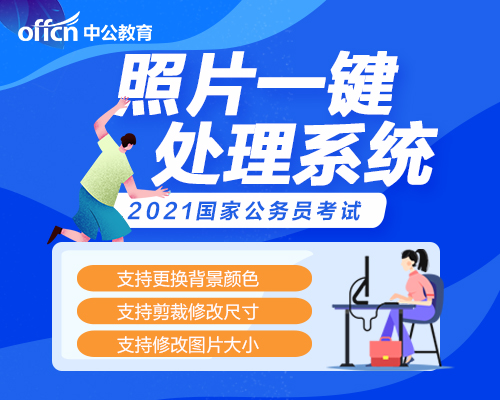 offcn 中公教育
照片一键
处理系统
2021国家公务员考试
支持更换背景颜色
支持剪裁修改尺寸
支持修改图片大小